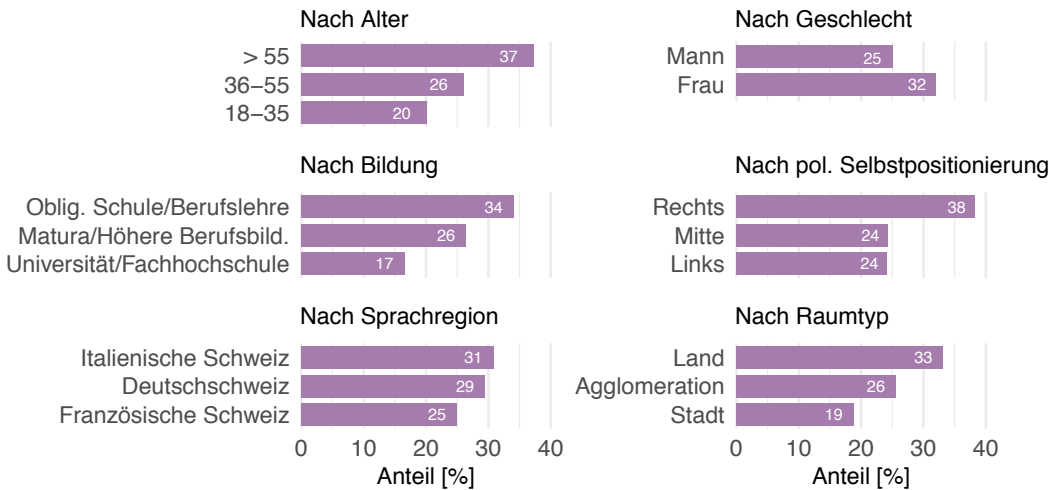 Nach Alter
> 55 37
36–55 26
18–35 20
Nach Geschlecht
Mann 25
Frau 32
Nach Bildung
Oblig. Schule/Berufslehre 34
Matura/Höhere Berufsbild. 26
Universität/Fachhochschule 17
Nach pol. Selbstpositionierung
Rechts 38
Mitte 24
Links 24
Nach Sprachregion
Italienische Schweiz 31
Deutschschweiz 29
Französische Schweiz 25
0 10 20 30 40
Anteil [%]
Nach Raumtyp
Land 33
Agglomeration 26
Stadt 19
0 10 20 30 40
Anteil [%]